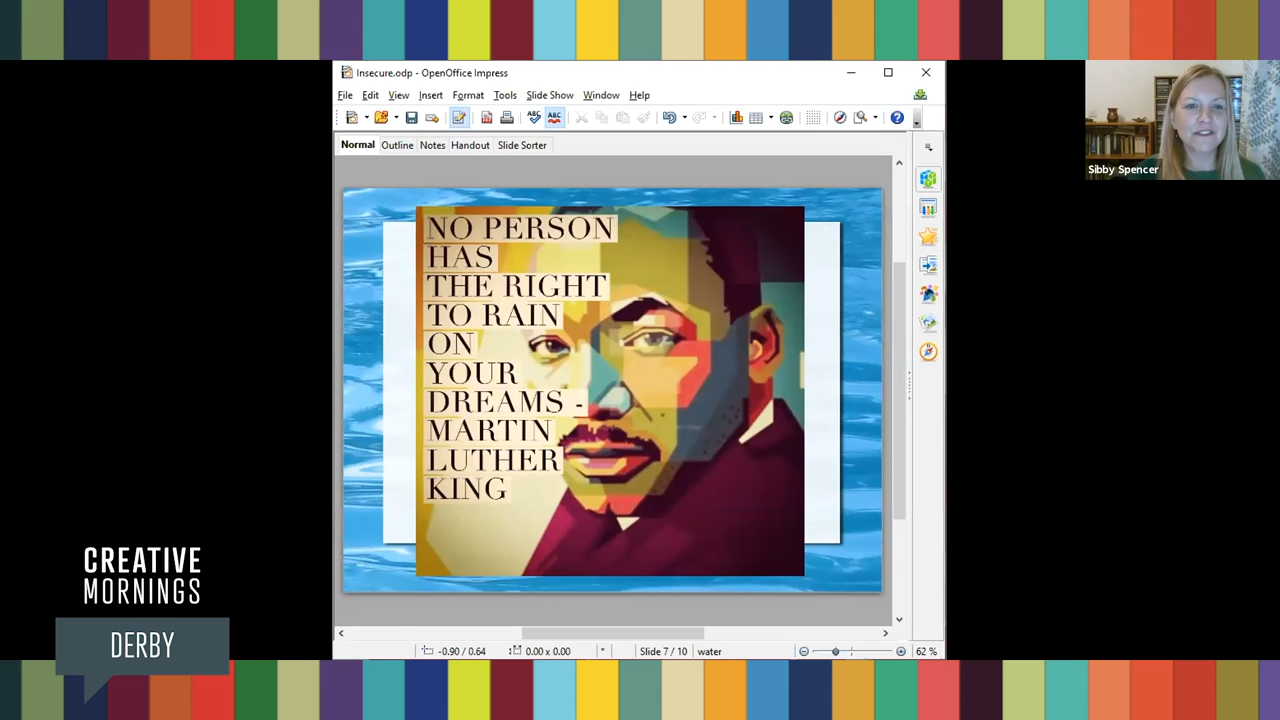 Insecure.odp - OpenOffice Impress
File Edit View Insert Format Tools Slide Show Window Help
ABC ABC
Normal Outline Notes Handout Slide Sorter
NO PERSON
HAS
THE RIGHT
TO RAIN
ON
YOUR
DREAMS -
MARTIN
LUTHER
KING
Sibby Spencer
CREATIVE
MORNINGS
DERBY
-0.90 / 0.64 0.00 x 0.00 * Slide 7 / 10 water 62 %